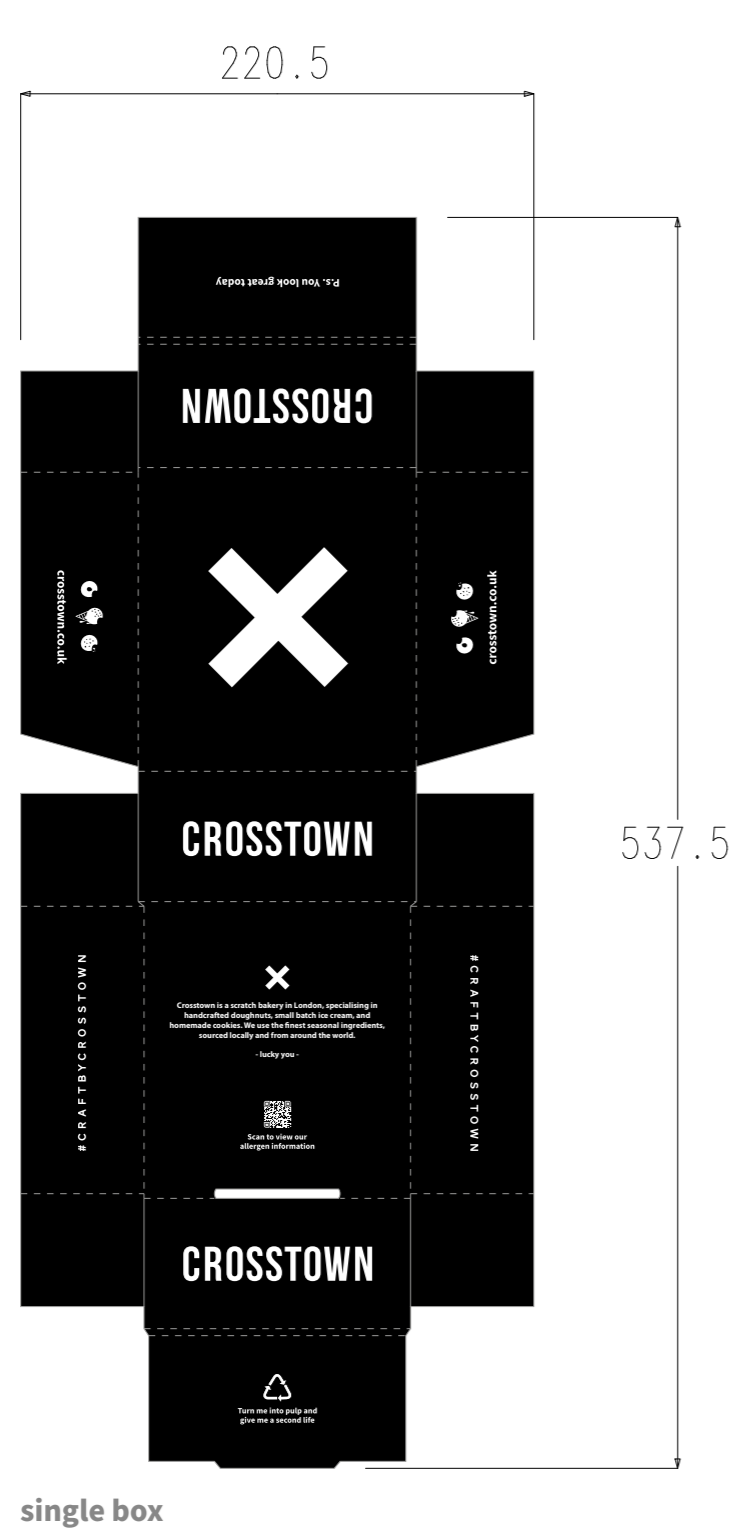 220.5
P.s. You look great today
CROSSTOWN
crosstown.co.uk
crosstown.co.uk
537.5
CROSSTOWN
#CRAFTBYCROSSTOWN
#CRAFTBYCROSSTOWN
Crosstown is a scratch bakery in London, specialising in
handcrafted doughnuts, small batch ice cream, and
homemade cookies. We use the finest seasonal ingredients,
sourced locally and from around the world.
- lucky you -
Scan to view our
allergen information
CROSSTOWN
Turn me into pulp and
give me a second life
single box